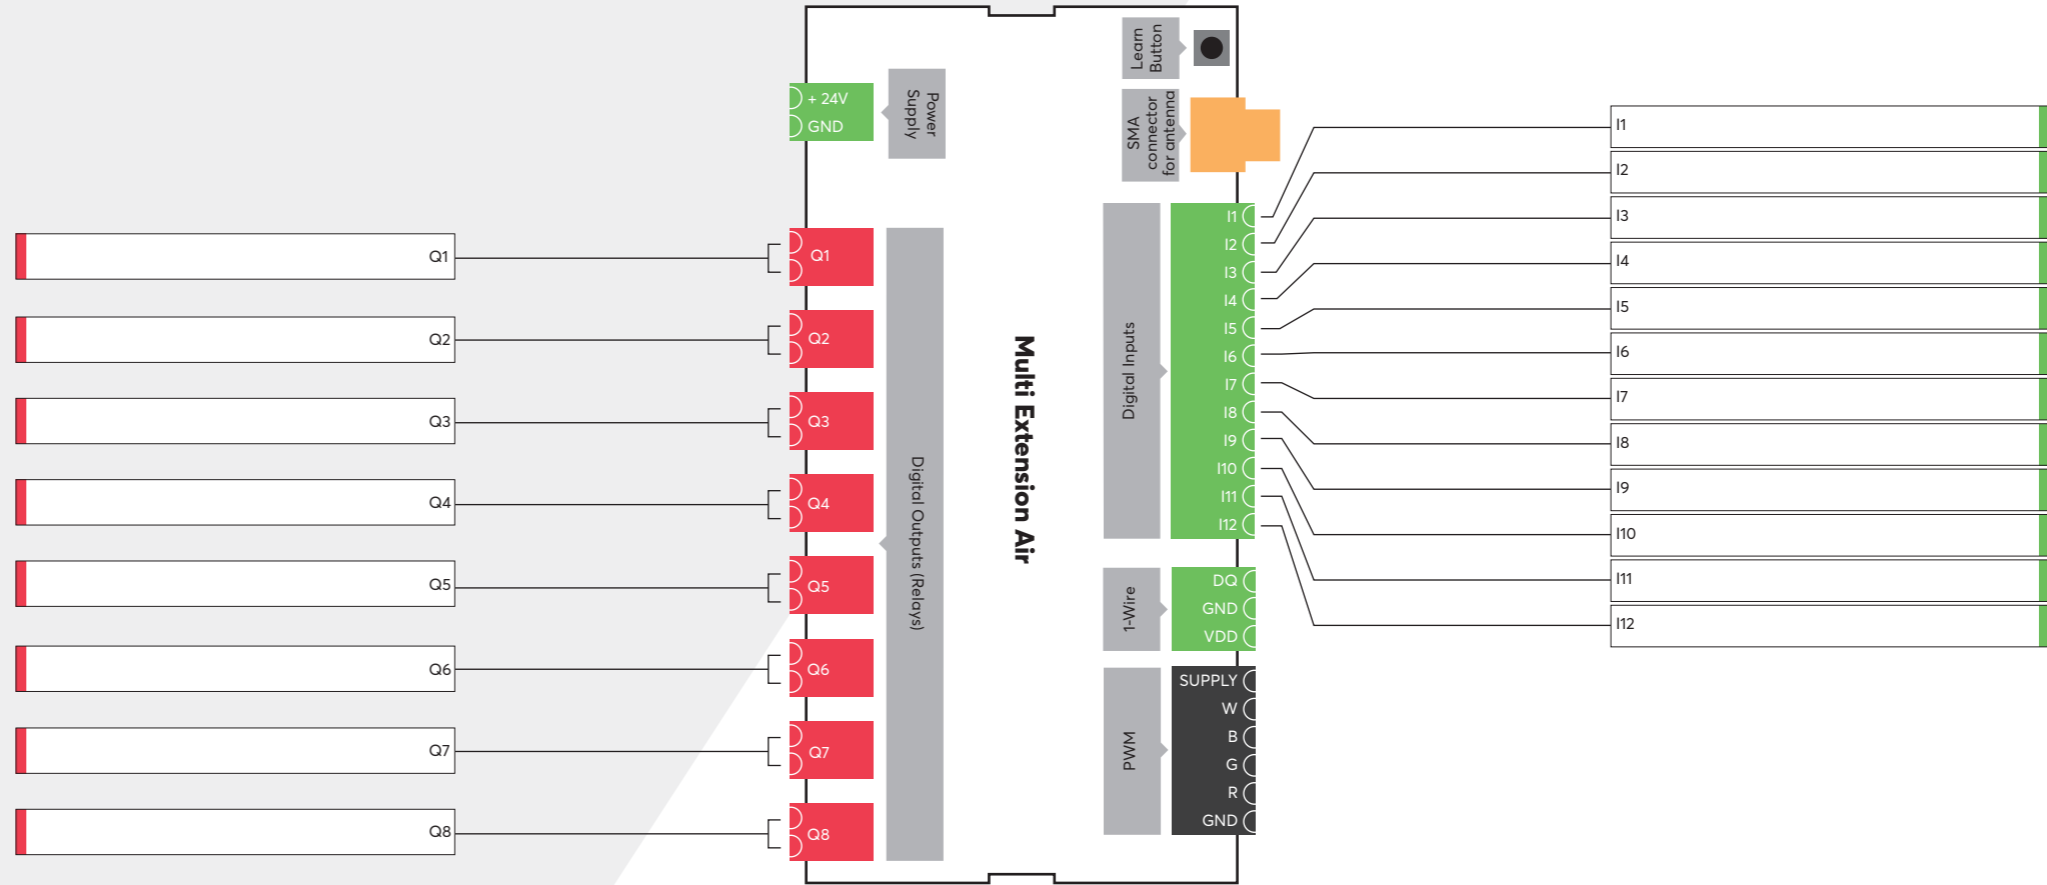 Learn
Button
+ 24V
GND
Power
Supply
SMA
connector
for antenna
Q1
Q2
Q3
Q4
Q5
Q6
Q7
Q8
Q1
Q2
Q3
Q4
Q5
Q6
Q7
Q8
Digital Outputs (Relays)
Multi Extension Air
Digital Inputs
I1
I2
I3
I4
I5
I6
I7
I8
I9
I10
I11
I12
1-Wire
DQ
GND
VDD
PWM
SUPPLY
W
B
G
R
GND
I1
I2
I3
I4
I5
I6
I7
I8
I9
I10
I11
I12